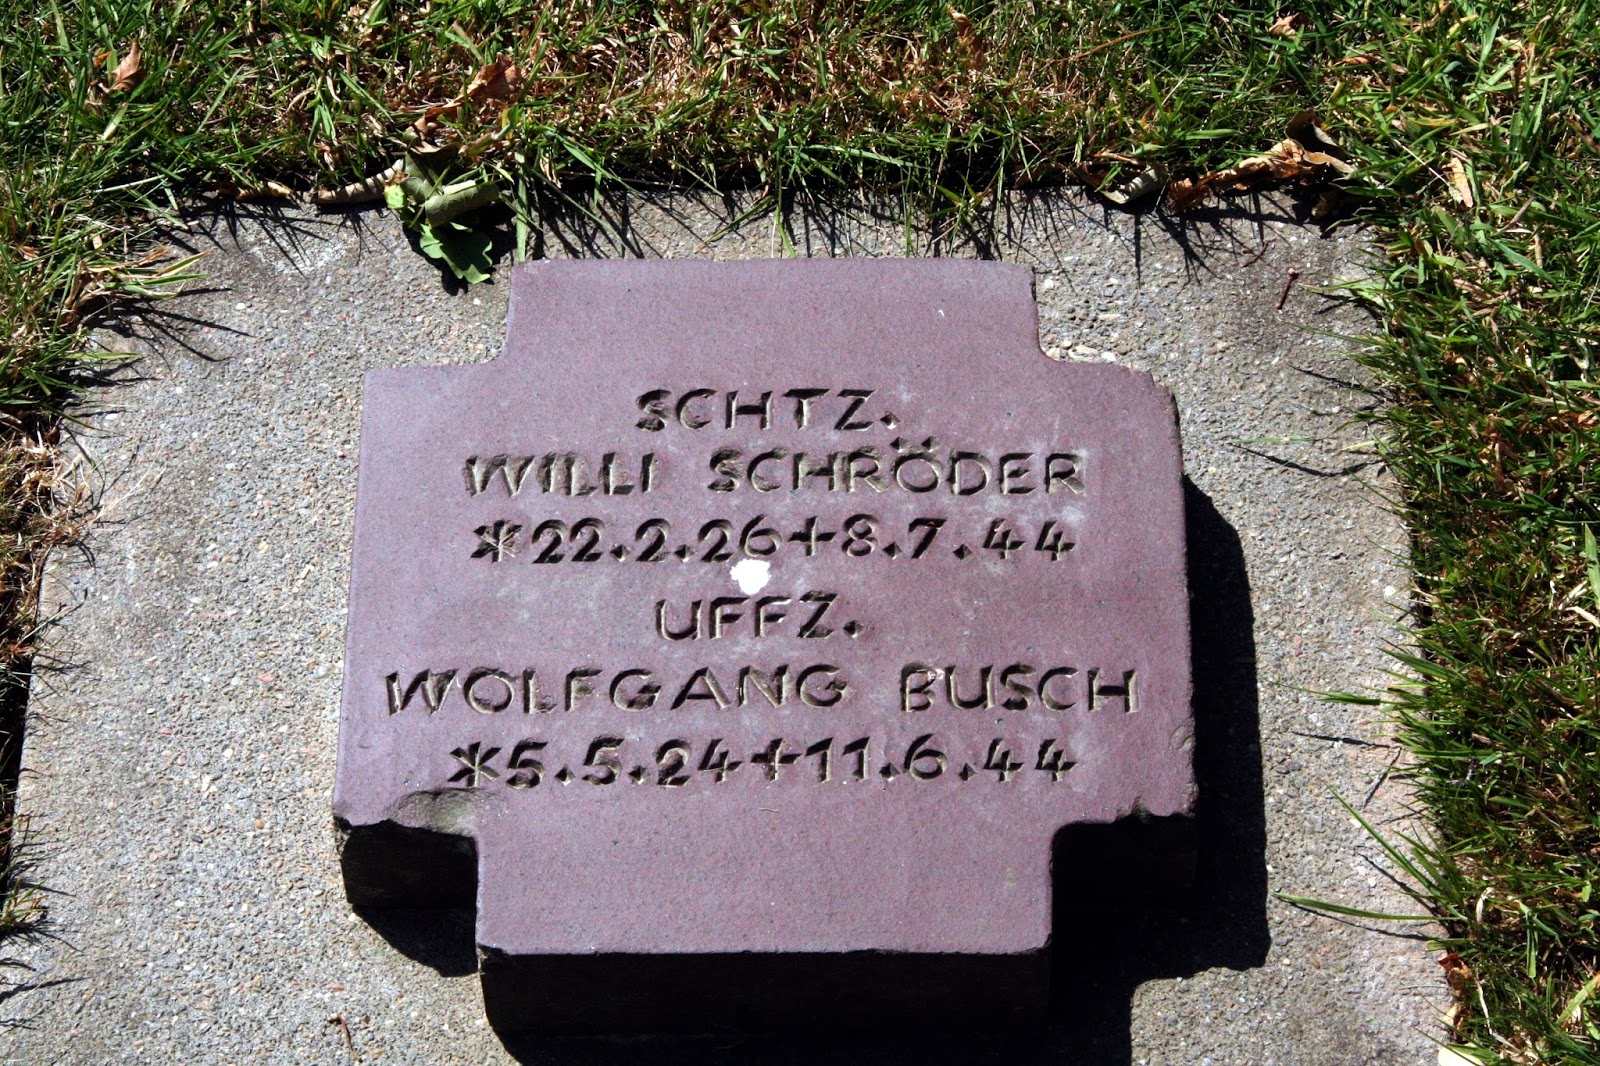 SCHTZ.
WILLI SCHRÖDER
*22.2.26+8.7.44
UFFZ.
WOLFGANG BUSCH
*5.5.24+11.6.44